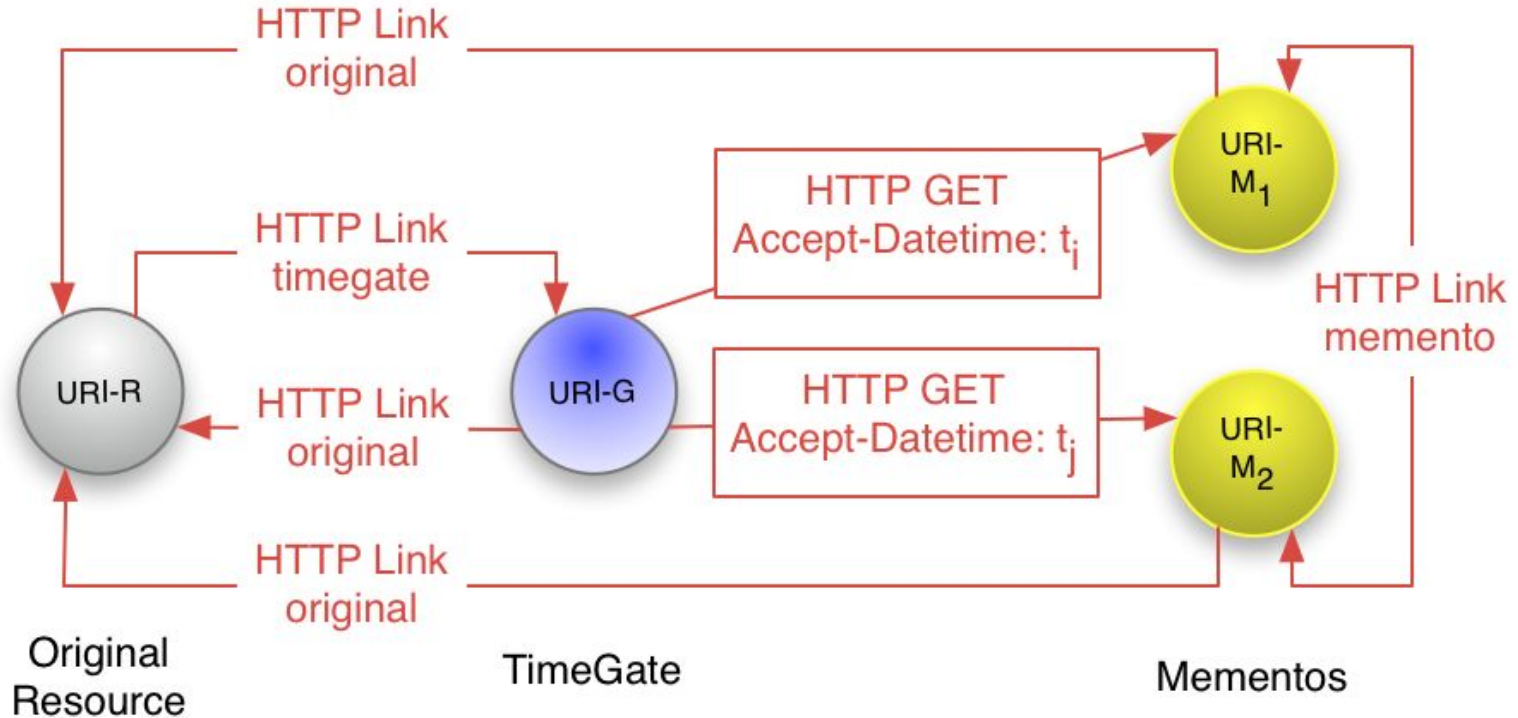 HTTP Link
original
HTTP Link
timegate
HTTP GET
Accept-Datetime: tᵢ
URI-
M₁
HTTP Link
memento
URI-R
URI-G
HTTP Link
original
HTTP GET
Accept-Datetime: tⱼ
URI-
M₂
HTTP Link
original
Original
Resource
TimeGate
Mementos